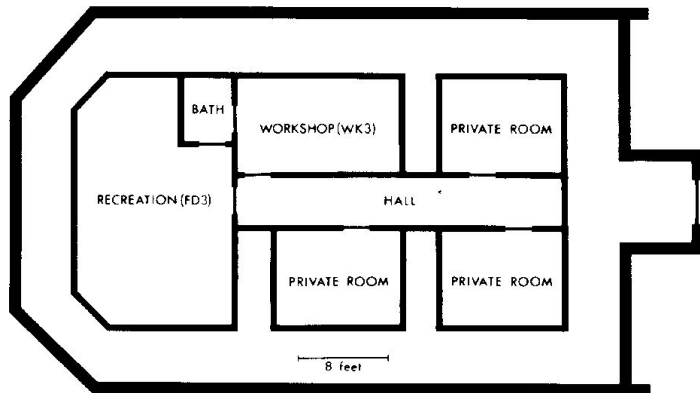 BATH
WORKSHOP (WK3)
PRIVATE ROOM
RECREATION (FD3)
HALL
PRIVATE ROOM
PRIVATE ROOM
8 feet